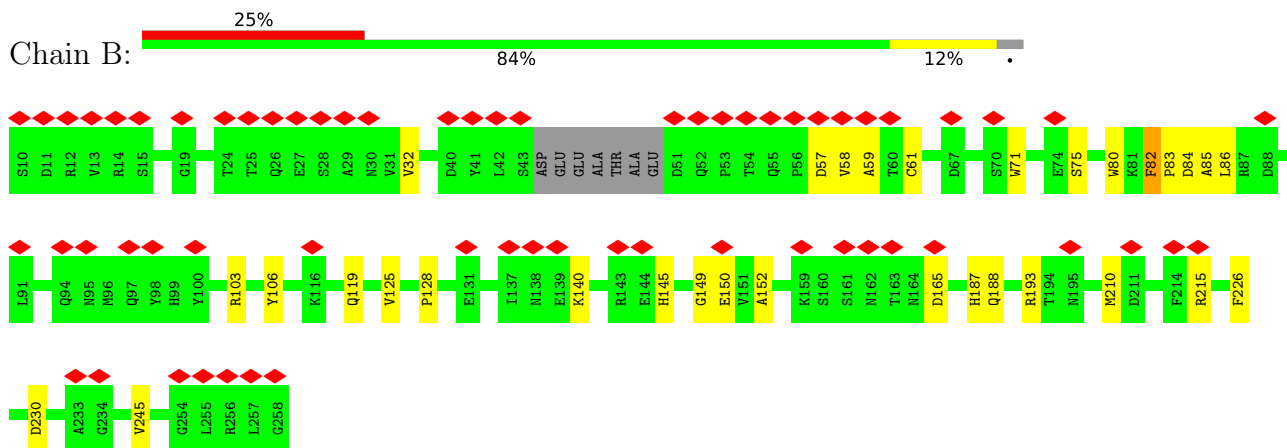 25%
Chain B:
84% 12% •
S10 D11 R12 V13 R14 S15 G19 T24 T25 Q26 E27 S28 A29 N30 V31 V32 D40 Y41 L42 S43 ASP GLU GLU ALA THR ALA GLU D51 Q52 P53 T54 Q55 P56 D57 V58 A59 T60 C61 D67 S70 W71 E74 S75 W80 K81 F82 P83 D84 A85 L86 R87 D88
L91 Q94 N95 M96 Q97 Y98 H99 Y100 R103 Y106 K116 Q119 V125 P128 E131 I137 N138 E139 K140 R143 E144 H145 G149 E150 V151 A152 K159 S160 S161 N162 T163 N164 D165 H187 Q188 R193 T194 N195 M210 D211 F214 R215 F226
D230 A233 G234 V245 G254 L255 R256 L257 G258